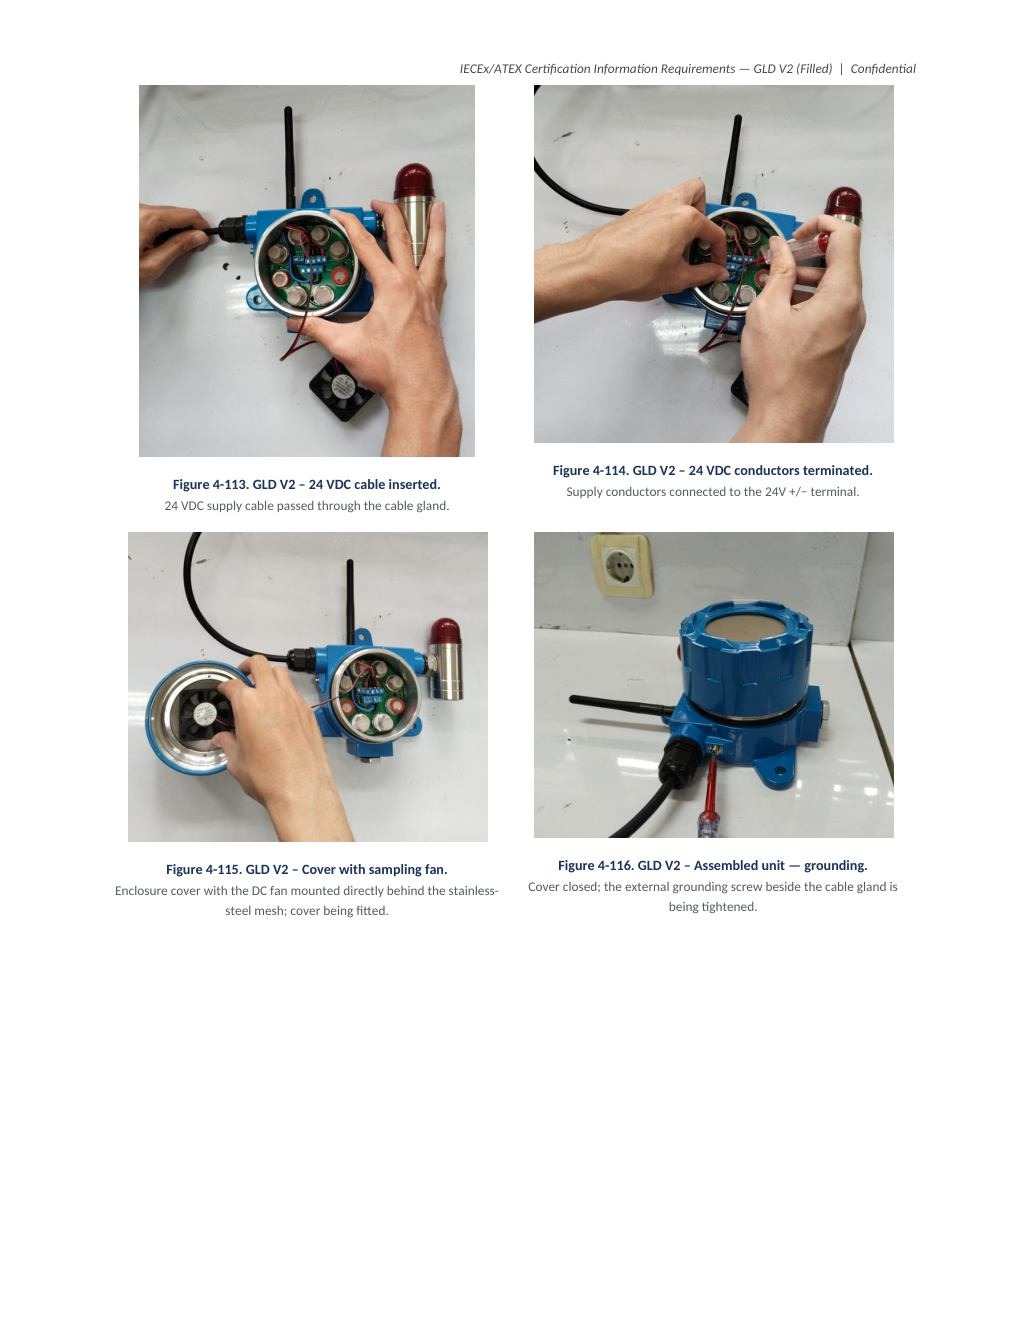 IECEx/ATEX Certification Information Requirements — GLD V2 (Filled)  |  Confidential
Figure 4-113. GLD V2 – 24 VDC cable inserted.
24 VDC supply cable passed through the cable gland.
Figure 4-114. GLD V2 – 24 VDC conductors terminated.
Supply conductors connected to the 24V +/− terminal.
Figure 4-115. GLD V2 – Cover with sampling fan.
Enclosure cover with the DC fan mounted directly behind the stainless-
steel mesh; cover being fitted.
Figure 4-116. GLD V2 – Assembled unit — grounding.
Cover closed; the external grounding screw beside the cable gland is
being tightened.